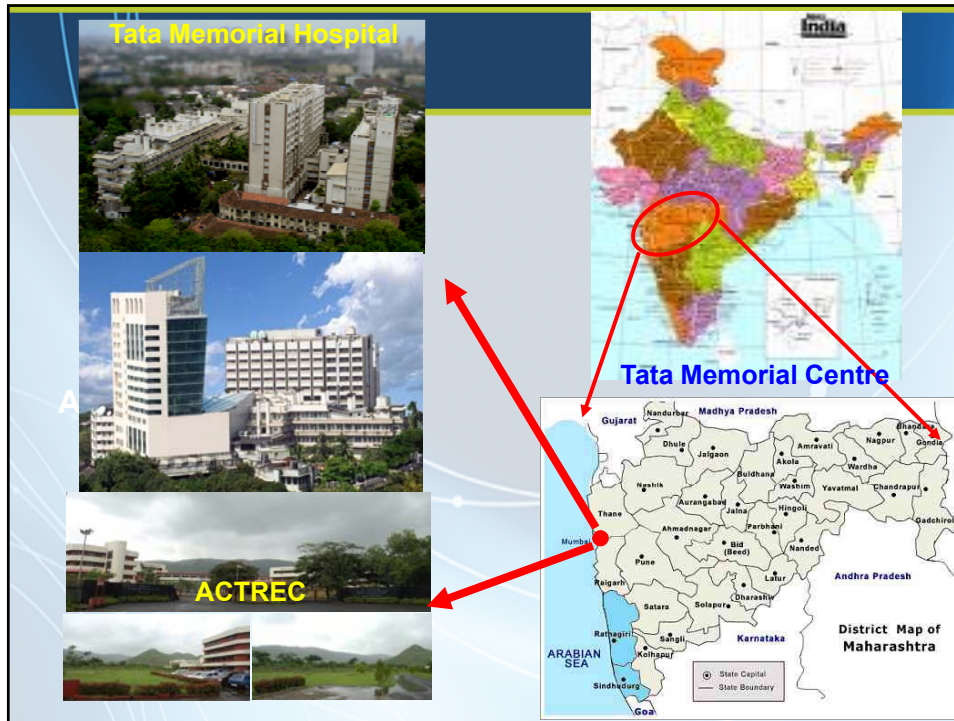 Tata Memorial Hospital
India
Tata Memorial Centre
A
ACTREC
Gujarat
Nandurbar
Madhya Pradesh
Dhule
Jalgaon
Amravati
Nagpur
Gondia
Akola
Wardha
Buldhana
Washim
Yavatmal
Chandrapur
Nashik
Aurangabad
Jalna
Hingoli
Gadchirol
Thane
Ahmadnagar
Parbhani
Mumbai
Bid
(Beed)
Nanded
Pune
Latur
Andhra Pradesh
Raigarh
Dharashiv
Satara
Solapur
Ratnagiri
Sangli
Karnataka
District Map of
Maharashtra
ARABIAN
SEA
Kolhapur
State Capital
State Boundary
Sindhudurg
Goa